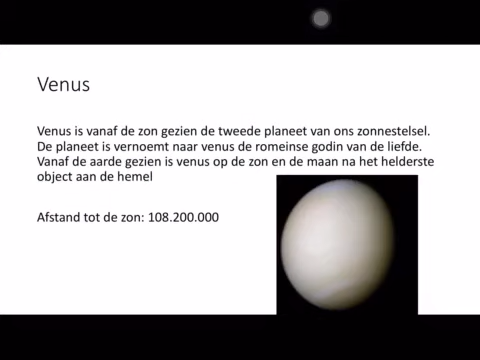 Venus
Venus is vanaf de zon gezien de tweede planeet van ons zonnestelsel.
De planeet is vernoemt naar venus de romeinse godin van de liefde.
Vanaf de aarde gezien is venus op de zon en de maan na het helderste
object aan de hemel
Afstand tot de zon: 108.200.000